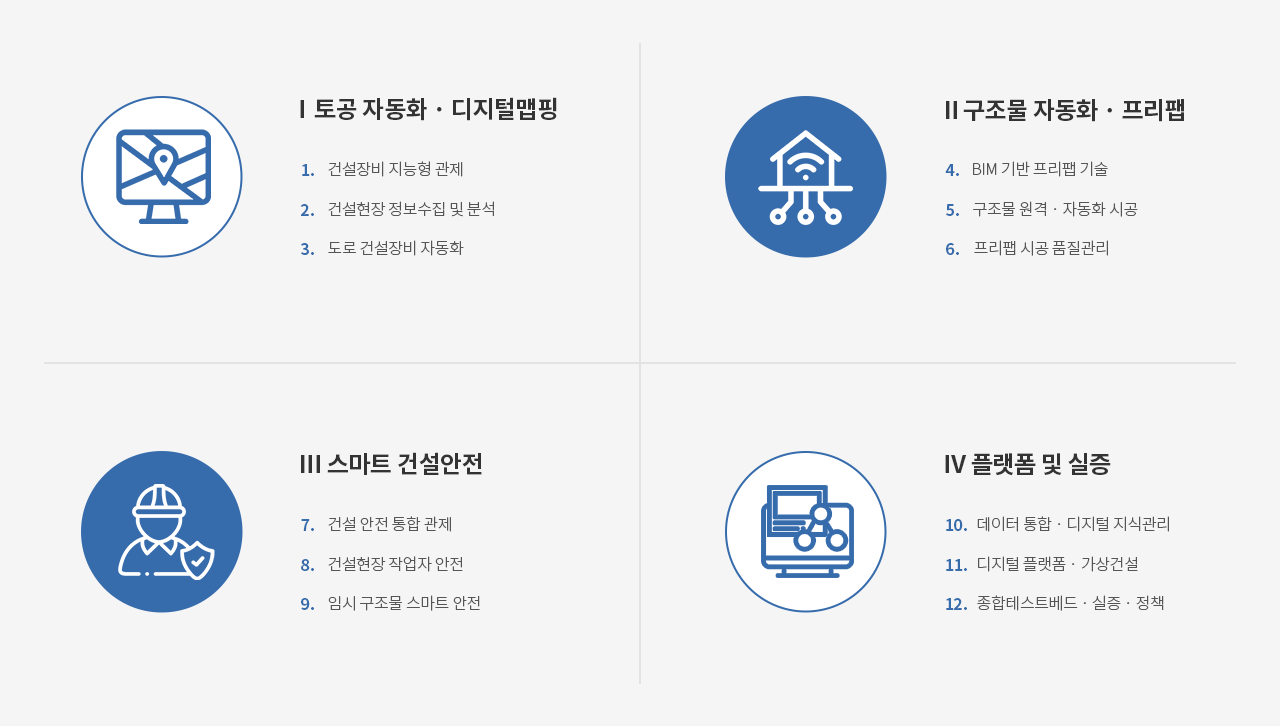 I 토공 자동화 · 디지털맵핑
1. 건설장비 지능형 관제
2. 건설현장 정보수집 및 분석
3. 도로 건설장비 자동화
II 구조물 자동화 · 프리팹
4. BIM 기반 프리팹 기술
5. 구조물 원격 · 자동화 시공
6. 프리팹 시공 품질관리
III 스마트 건설안전
7. 건설 안전 통합 관제
8. 건설현장 작업자 안전
9. 임시 구조물 스마트 안전
IV 플랫폼 및 실증
10. 데이터 통합 · 디지털 지식관리
11. 디지털 플랫폼 · 가상건설
12. 종합테스트베드 · 실증 · 정책